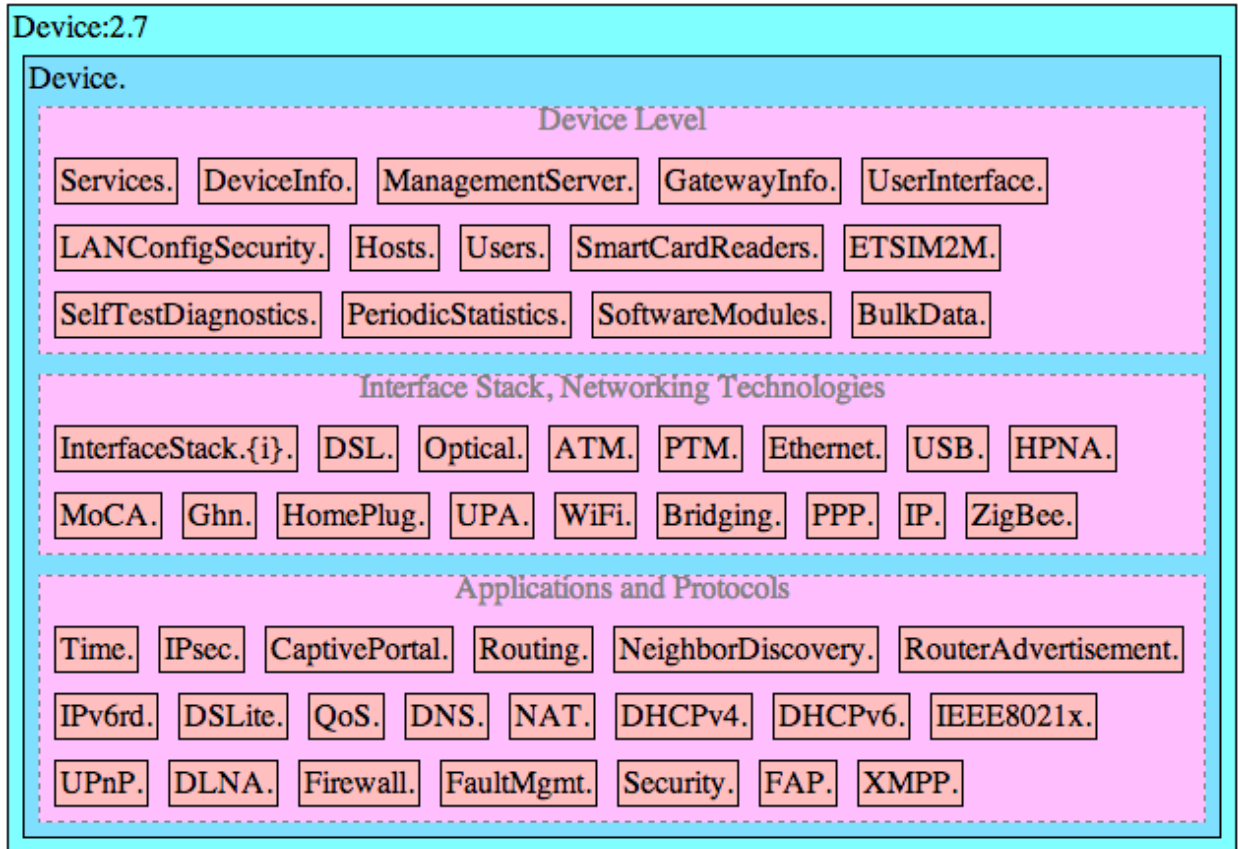 Device:2.7
Device.
Device Level
Services. DeviceInfo. ManagementServer. GatewayInfo. UserInterface.
LANConfigSecurity. Hosts. Users. SmartCardReaders. ETSIM2M.
SelfTestDiagnostics. PeriodicStatistics. SoftwareModules. BulkData.
Interface Stack, Networking Technologies
InterfaceStack.{i}. DSL. Optical. ATM. PTM. Ethernet. USB. HPNA.
MoCA. Ghn. HomePlug. UPA. WiFi. Bridging. PPP. IP. ZigBee.
Applications and Protocols
Time. IPsec. CaptivePortal. Routing. NeighborDiscovery. RouterAdvertisement.
IPv6rd. DSLite. QoS. DNS. NAT. DHCPv4. DHCPv6. IEEE8021x.
UPnP. DLNA. Firewall. FaultMgmt. Security. FAP. XMPP.